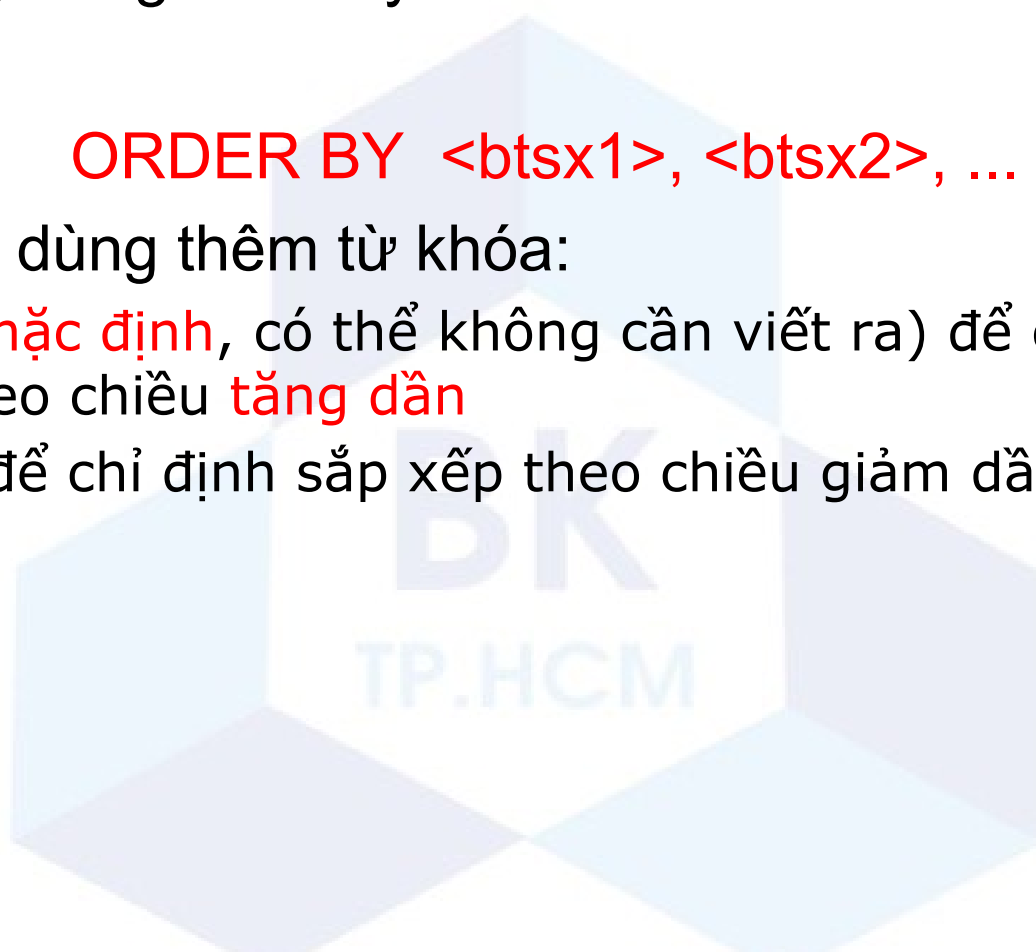 ORDER BY <btsx1>, <btsx2>, ...
dùng thêm từ khóa:
mặc định, có thể không cần viết ra) để
eo chiều tăng dần
để chỉ định sắp xếp theo chiều giảm dầ
BK
TP.HCM